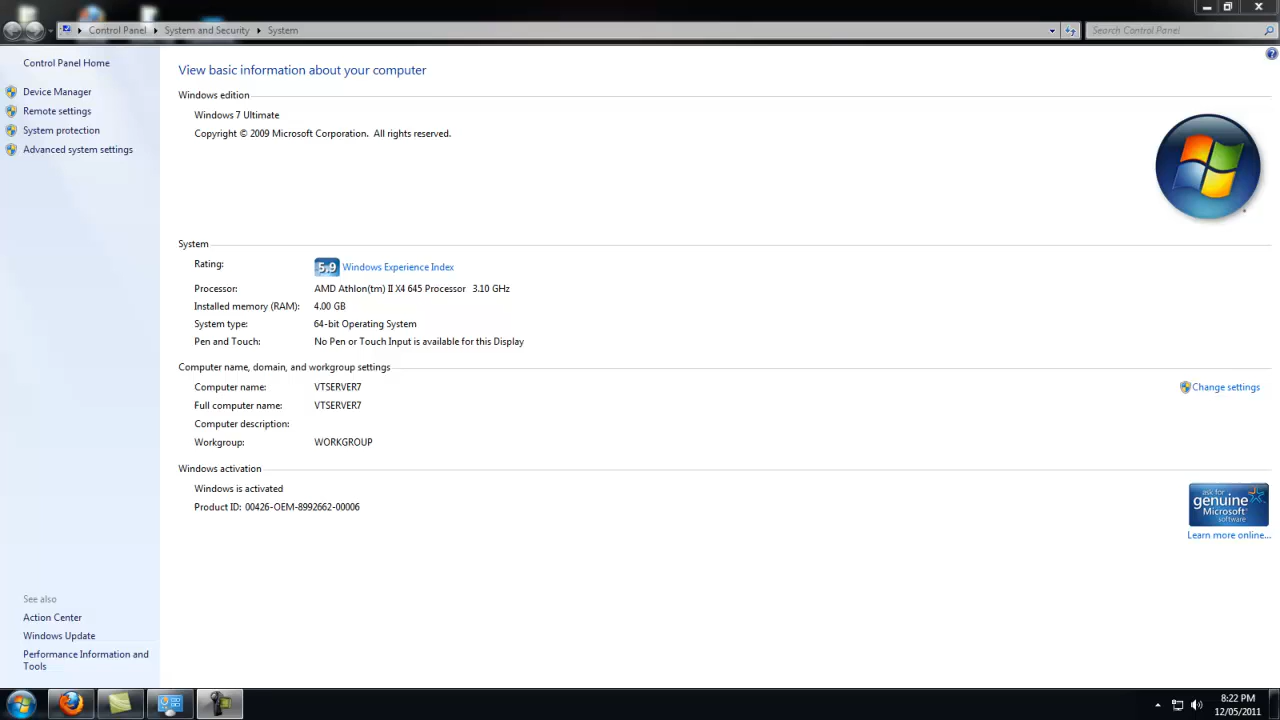 Control Panel
System and Security
System
Search Control Panel
Control Panel Home
Device Manager
Remote settings
System protection
Advanced system settings
View basic information about your computer
Windows edition
Windows 7 Ultimate
Copyright © 2009 Microsoft Corporation. All rights reserved.
System
Rating:
5,9 Windows Experience Index
Processor: AMD Athlon(tm) II X4 645 Processor 3.10 GHz
Installed memory (RAM): 4.00 GB
System type: 64-bit Operating System
Pen and Touch: No Pen or Touch Input is available for this Display
Computer name, domain, and workgroup settings
Computer name: VTSERVER7
Change settings
Full computer name: VTSERVER7
Computer description:
Workgroup: WORKGROUP
Windows activation
Windows is activated
Product ID: 00426-OEM-8992662-00006
ask for
genuine
Microsoft
software
Learn more online...
See also
Action Center
Windows Update
Performance Information and
Tools
8:22 PM
12/05/2011